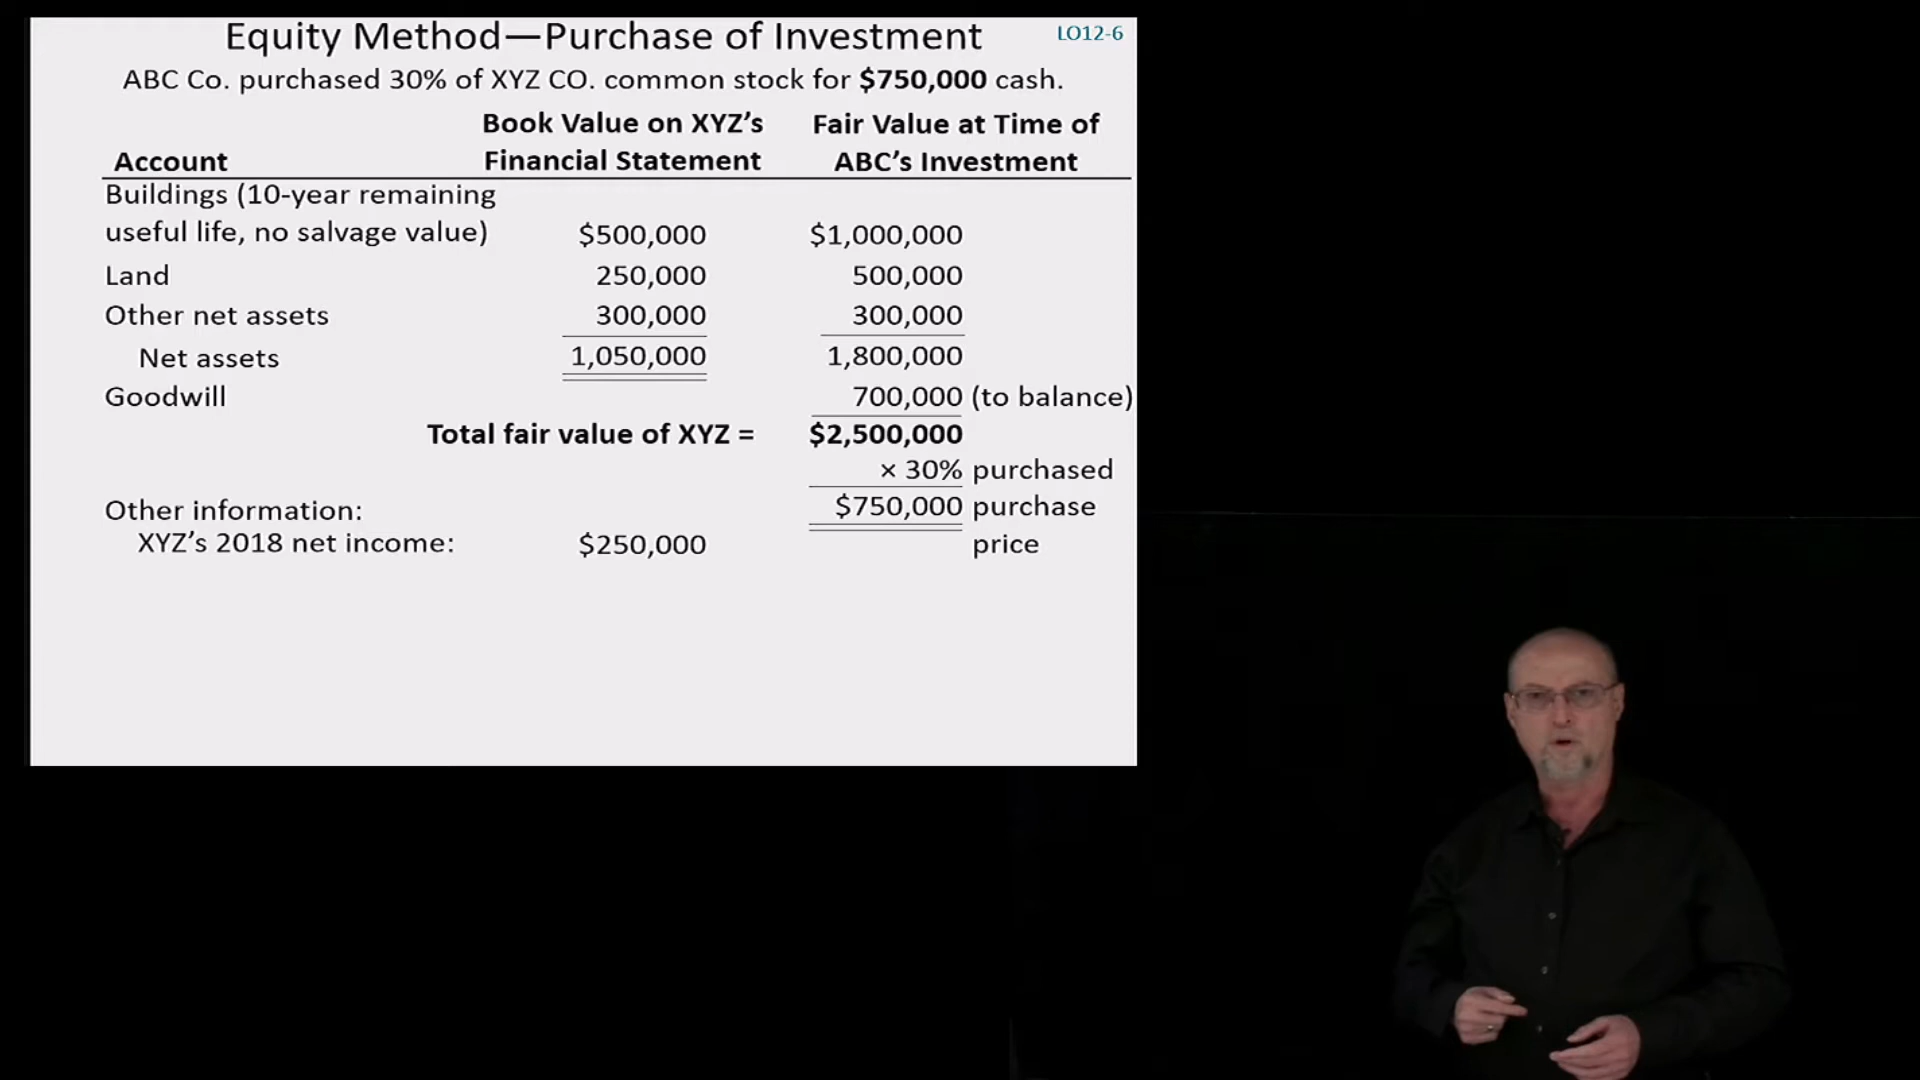 Equity Method—Purchase of Investment
LO12-6
ABC Co. purchased 30% of XYZ CO. common stock for $750,000 cash.
Account
Book Value on XYZ’s
Financial Statement
Fair Value at Time of
ABC’s Investment
Buildings (10-year remaining
useful life, no salvage value) $500,000 $1,000,000
Land 250,000 500,000
Other net assets 300,000 300,000
Net assets 1,050,000 1,800,000
Goodwill 700,000 (to balance)
Total fair value of XYZ = $2,500,000
× 30% purchased
Other information: $750,000 purchase
XYZ’s 2018 net income: $250,000 price